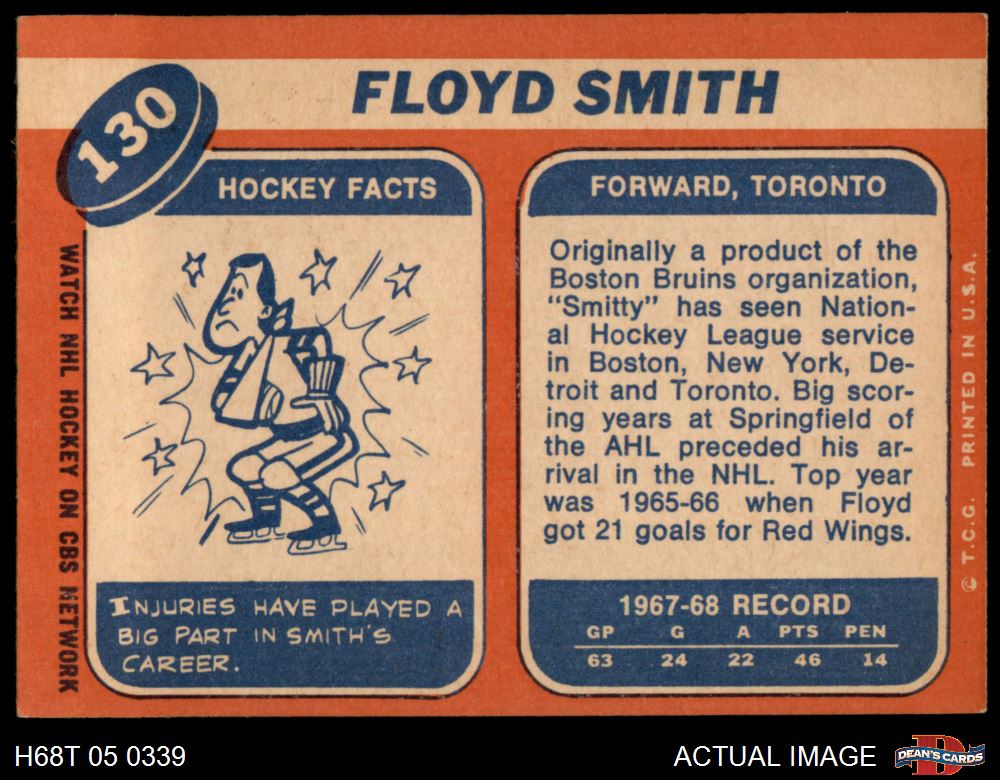 FLOYD SMITH
130
HOCKEY FACTS
INJURIES HAVE PLAYED A
BIG PART IN SMITH'S
CAREER.
WATCH NHL HOCKEY ON CBS NETWORK
FORWARD, TORONTO
Originally a product of the
Boston Bruins organization,
"Smitty" has seen Nation-
al Hockey League service
in Boston, New York, De-
troit and Toronto. Big scor-
ing years at Springfield of
the AHL preceded his ar-
rival in the NHL. Top year
was 1965-66 when Floyd
got 21 goals for Red Wings.
1967-68 RECORD
GP G A PTS PEN
63 24 22 46 14
© T.C.G. PRINTED IN U.S.A.
H68T 05 0339
ACTUAL IMAGE
DEAN'S CARDS